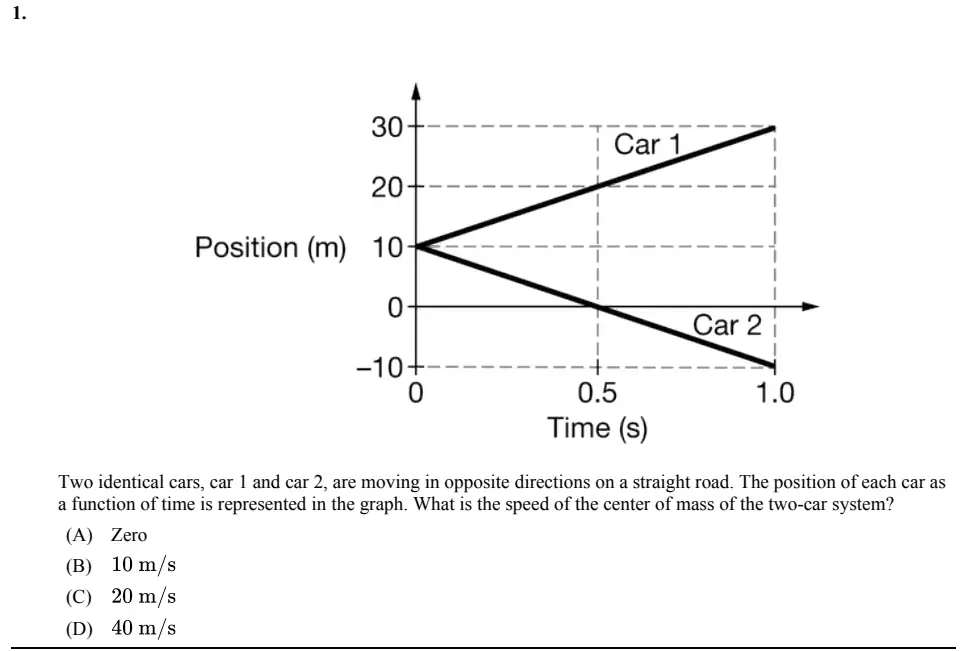 1.
30
Car 1
20
Position (m) 10
0
Car 2
−10
0 0.5 1.0
Time (s)
Two identical cars, car 1 and car 2, are moving in opposite directions on a straight road. The position of each car as
a function of time is represented in the graph. What is the speed of the center of mass of the two-car system?
(A) Zero
(B) 10 m/s
(C) 20 m/s
(D) 40 m/s